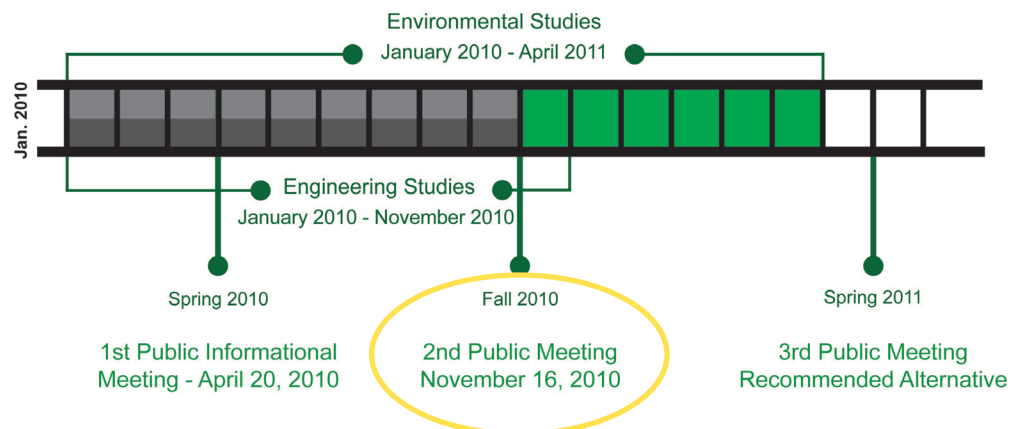 Environmental Studies
January 2010 - April 2011
Jan. 2010
Engineering Studies
January 2010 - November 2010
Spring 2010
1st Public Informational
Meeting - April 20, 2010
Fall 2010
2nd Public Meeting
November 16, 2010
Spring 2011
3rd Public Meeting
Recommended Alternative